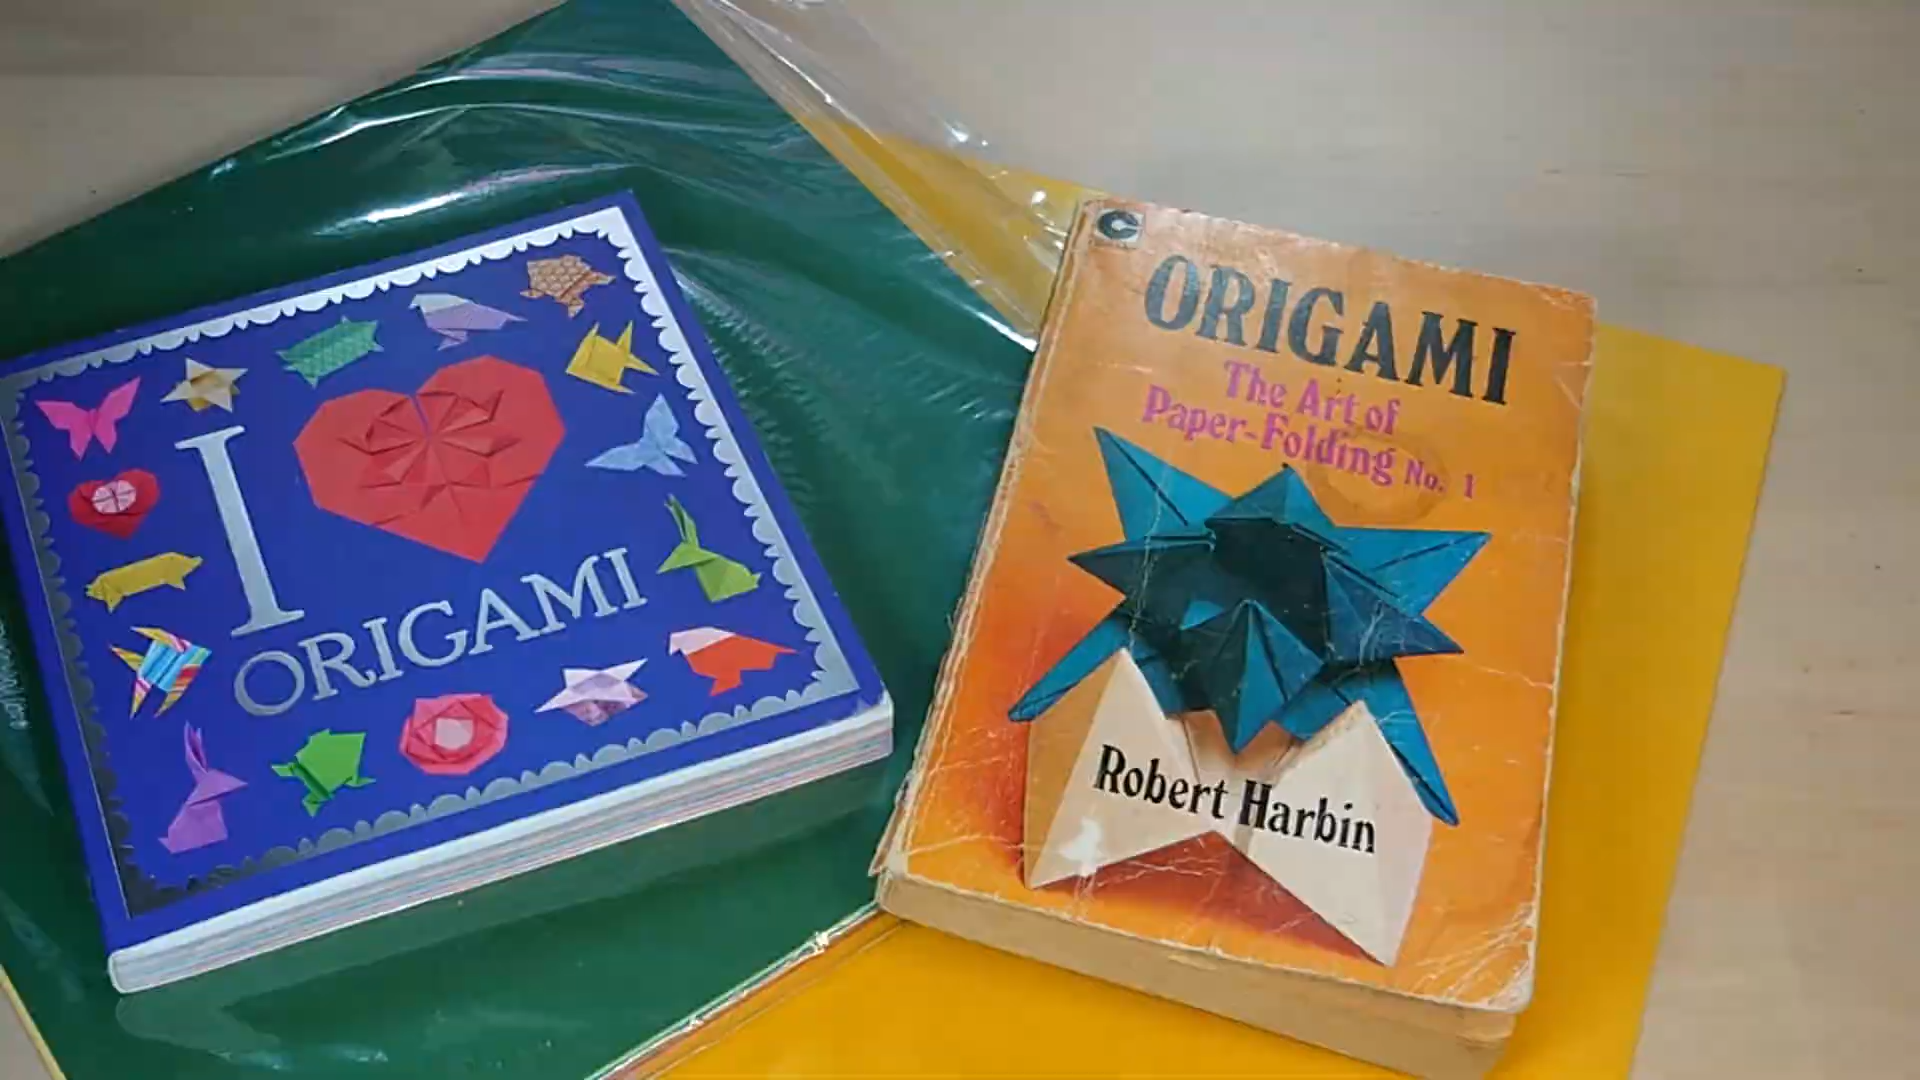 I
ORIGAMI
C
ORIGAMI
The Art of
Paper-Folding No. 1
Robert Harbin